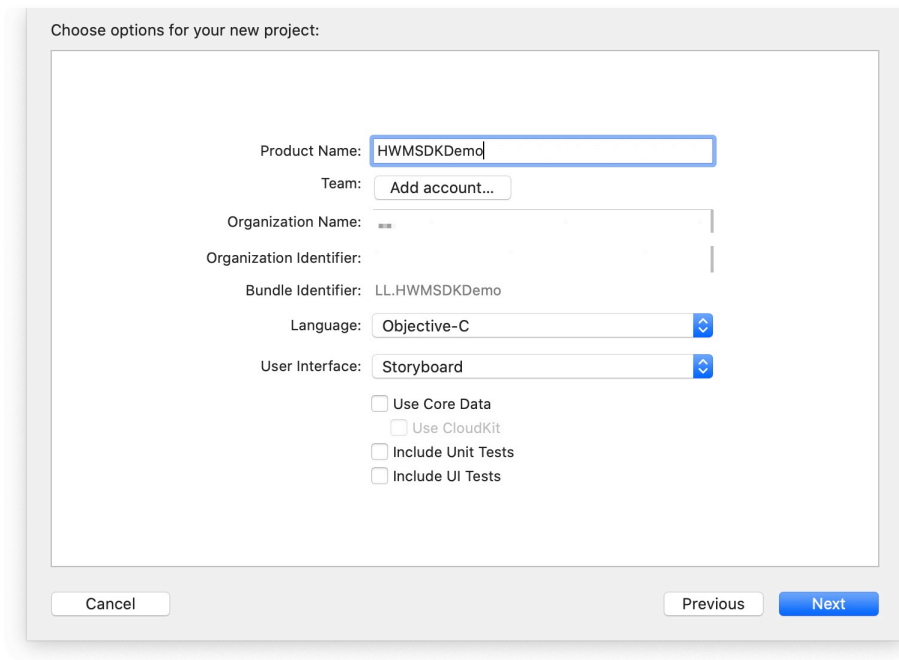 Choose options for your new project:
Product Name: HWMSDKDemo
Team: Add account...
Organization Name:
Organization Identifier:
Bundle Identifier: LL.HWMSDKDemo
Language: Objective-C
User Interface: Storyboard
Use Core Data
Use CloudKit
Include Unit Tests
Include UI Tests
Cancel Previous Next